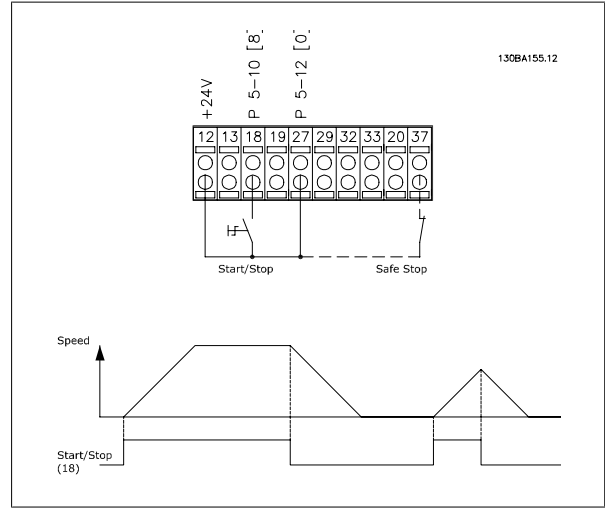 130BA155.12
+24V
P 5-10 [8]
P 5-12 [0]
12 13 18 19 27 29 32 33 20 37
Start/Stop
Safe Stop
Speed
Start/Stop
(18)